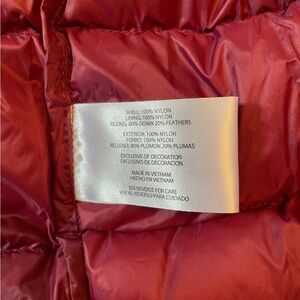 SHELL: 100% NYLON
LINING: 100% NYLON
FILLING: 80% DOWN 20% FEATHERS
EXTERIOR: 100% NYLON
FORRO: 100% NYLON
RELLENO: 80% PLUMON 20% PLUMAS
EXCLUSIVE OF DECORATION
EXCLUSIVO DE DECORACION
MADE IN VIETNAM
HECHO EN VIETNAM
SEE REVERSE FOR CARE
VER AL REVERSO PARA CUIDADO